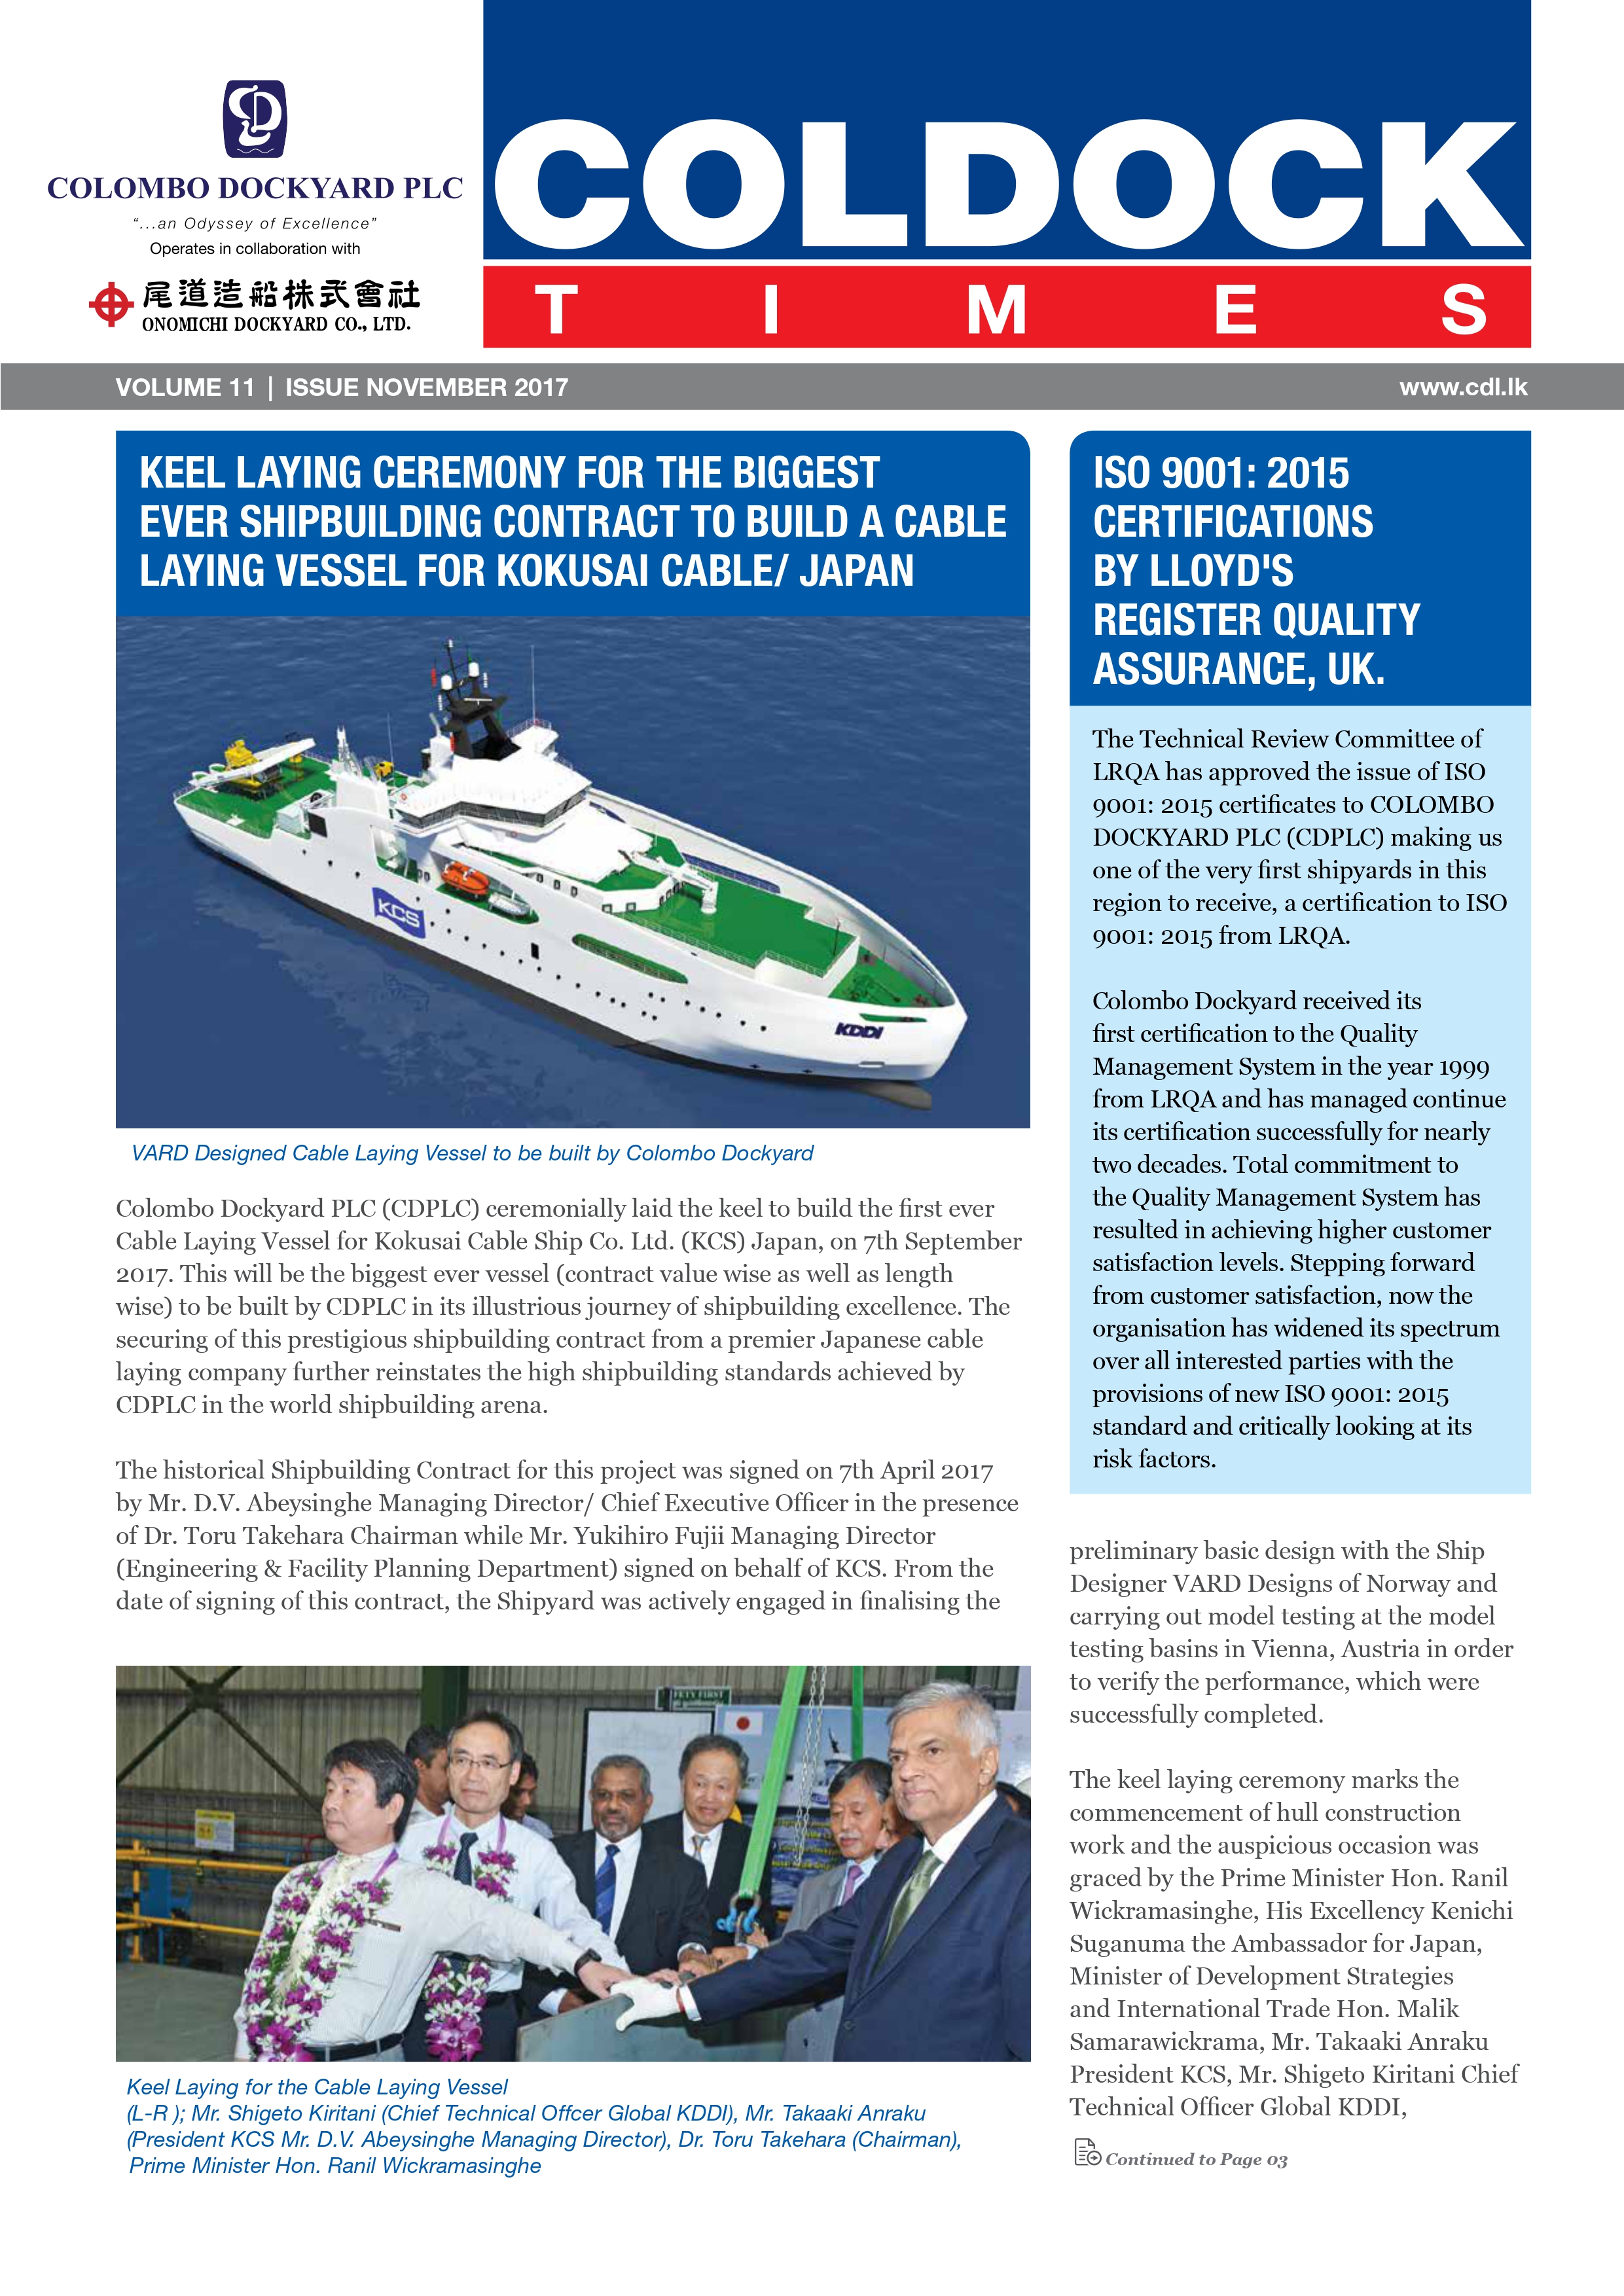 COLOMBO DOCKYARD PLC
“...an Odyssey of Excellence”
Operates in collaboration with
尾道造船株式會社
ONOMICHI DOCKYARD CO., LTD.
COLDOCK
TIMES
VOLUME 11 | ISSUE NOVEMBER 2017
www.cdl.lk
KEEL LAYING CEREMONY FOR THE BIGGEST
EVER SHIPBUILDING CONTRACT TO BUILD A CABLE
LAYING VESSEL FOR KOKUSAI CABLE/ JAPAN
KCS
KDDI
VARD Designed Cable Laying Vessel to be built by Colombo Dockyard
Colombo Dockyard PLC (CDPLC) ceremonially laid the keel to build the first ever
Cable Laying Vessel for Kokusai Cable Ship Co. Ltd. (KCS) Japan, on 7th September
2017. This will be the biggest ever vessel (contract value wise as well as length
wise) to be built by CDPLC in its illustrious journey of shipbuilding excellence. The
securing of this prestigious shipbuilding contract from a premier Japanese cable
laying company further reinstates the high shipbuilding standards achieved by
CDPLC in the world shipbuilding arena.
The historical Shipbuilding Contract for this project was signed on 7th April 2017
by Mr. D.V. Abeysinghe Managing Director/ Chief Executive Officer in the presence
of Dr. Toru Takehara Chairman while Mr. Yukihiro Fujii Managing Director
(Engineering & Facility Planning Department) signed on behalf of KCS. From the
date of signing of this contract, the Shipyard was actively engaged in finalising the
preliminary basic design with the Ship
Designer VARD Designs of Norway and
carrying out model testing at the model
testing basins in Vienna, Austria in order
to verify the performance, which were
successfully completed.
The keel laying ceremony marks the
commencement of hull construction
work and the auspicious occasion was
graced by the Prime Minister Hon. Ranil
Wickramasinghe, His Excellency Kenichi
Suganuma the Ambassador for Japan,
Minister of Development Strategies
and International Trade Hon. Malik
Samarawickrama, Mr. Takaaki Anraku
President KCS, Mr. Shigeto Kiritani Chief
Technical Officer Global KDDI,
Continued to Page 03
FETY FIRST
Keel Laying for the Cable Laying Vessel
(L-R ); Mr. Shigeto Kiritani (Chief Technical Offcer Global KDDI), Mr. Takaaki Anraku
(President KCS Mr. D.V. Abeysinghe Managing Director), Dr. Toru Takehara (Chairman),
Prime Minister Hon. Ranil Wickramasinghe
ISO 9001: 2015
CERTIFICATIONS
BY LLOYD'S
REGISTER QUALITY
ASSURANCE, UK.
The Technical Review Committee of
LRQA has approved the issue of ISO
9001: 2015 certificates to COLOMBO
DOCKYARD PLC (CDPLC) making us
one of the very first shipyards in this
region to receive, a certification to ISO
9001: 2015 from LRQA.
Colombo Dockyard received its
first certification to the Quality
Management System in the year 1999
from LRQA and has managed continue
its certification successfully for nearly
two decades. Total commitment to
the Quality Management System has
resulted in achieving higher customer
satisfaction levels. Stepping forward
from customer satisfaction, now the
organisation has widened its spectrum
over all interested parties with the
provisions of new ISO 9001: 2015
standard and critically looking at its
risk factors.